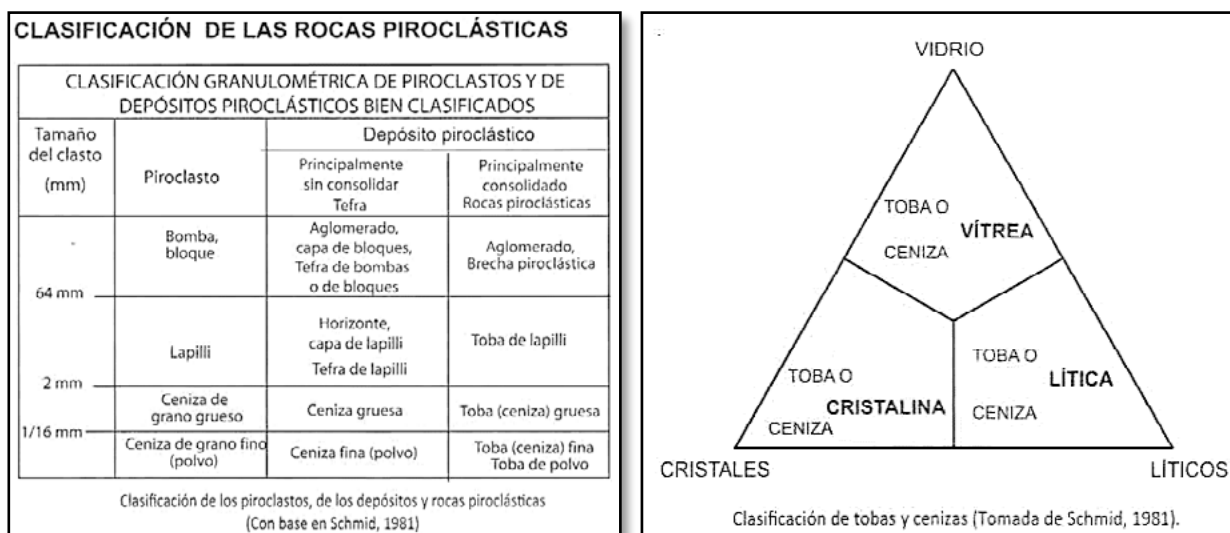 CLASIFICACIÓN DE LAS ROCAS PIROCLÁSTICAS
CLASIFICACIÓN GRANULOMÉTRICA DE PIROCLASTOS Y DE
DEPÓSITOS PIROCLÁSTICOS BIEN CLASIFICADOS
Tamaño
del clasto
(mm)
Piroclasto
Depósito piroclástico
Principalmente
sin consolidar
Tefra
Principalmente
consolidado
Rocas piroclásticas
Bomba,
bloque
Aglomerado,
capa de bloques,
Tefra de bombas
o de bloques
Aglomerado,
Brecha piroclástica
64 mm
Lapilli
Horizonte,
capa de lapilli
Tefra de lapilli
Toba de lapilli
2 mm
Ceniza de
grano grueso
Ceniza gruesa
Toba (ceniza) gruesa
1/16 mm
Ceniza de grano fino
(polvo)
Ceniza fina (polvo)
Toba (ceniza) fina
Toba de polvo
Clasificación de los piroclastos, de los depósitos y rocas piroclásticas
(Con base en Schmid, 1981)
VIDRIO
TOBA O
VÍTREA
CENIZA
TOBA O
CRISTALINA
CENIZA
TOBA O
LÍTICA
CENIZA
CRISTALES
LÍTICOS
Clasificación de tobas y cenizas (Tomada de Schmid, 1981).